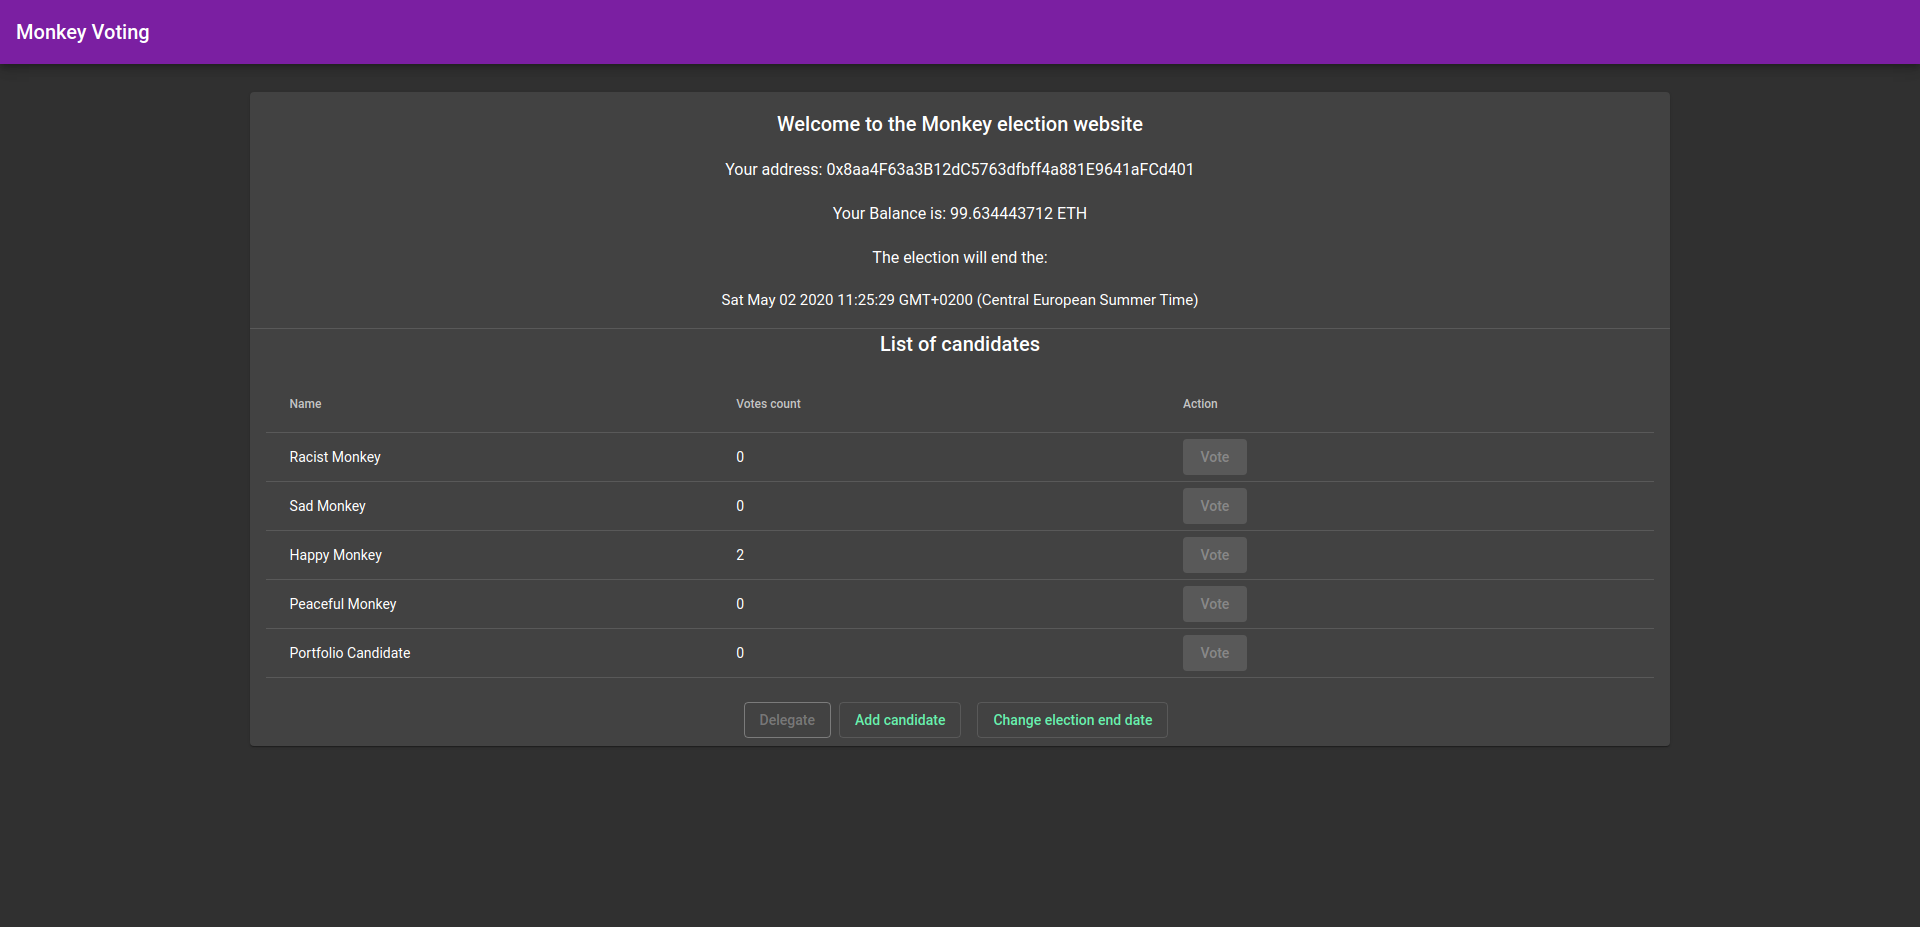 Monkey Voting
Welcome to the Monkey election website
Your address: 0x8aa4F63a3B12dC5763dfbff4a881E9641aFCd401
Your Balance is: 99.634443712 ETH
The election will end the:
Sat May 02 2020 11:25:29 GMT+0200 (Central European Summer Time)
List of candidates
Name Votes count Action
Racist Monkey 0 Vote
Sad Monkey 0 Vote
Happy Monkey 2 Vote
Peaceful Monkey 0 Vote
Portfolio Candidate 0 Vote
Delegate Add candidate Change election end date